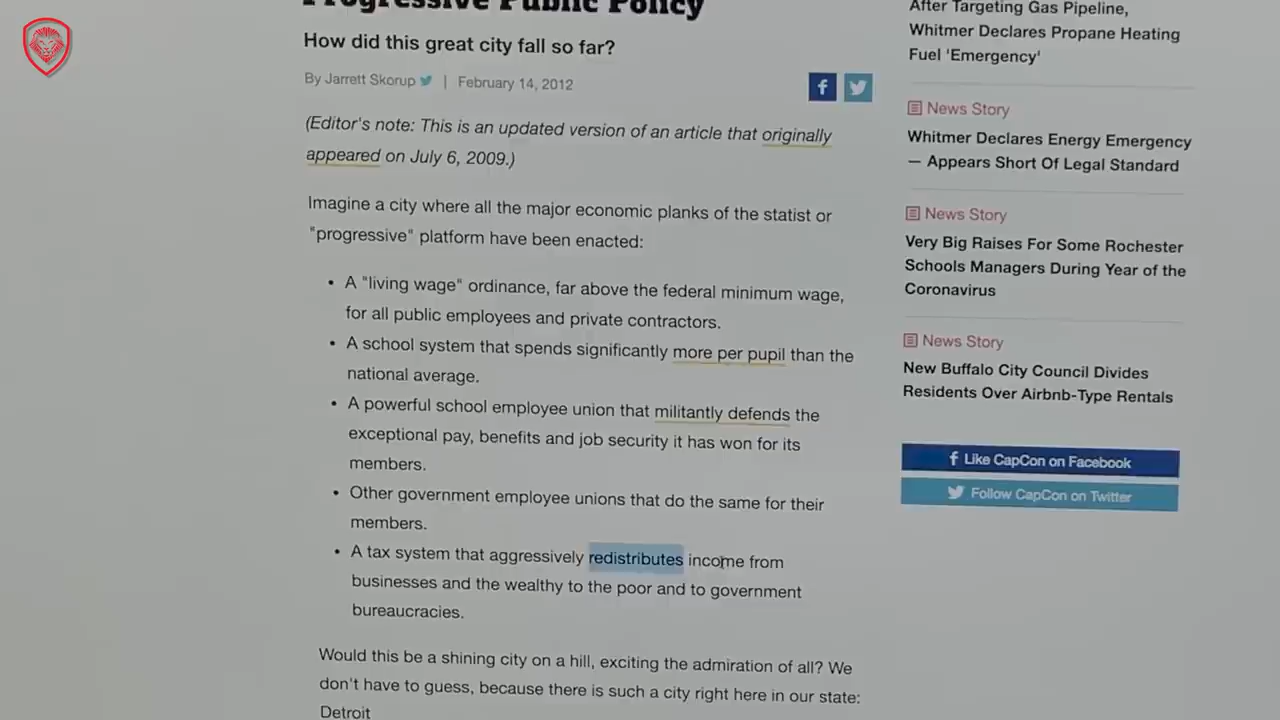 Progressive Public Policy
How did this great city fall so far?
By Jarrett Skorup | February 14, 2012
(Editor's note: This is an updated version of an article that originally
appeared on July 6, 2009.)
Imagine a city where all the major economic planks of the statist or
"progressive" platform have been enacted:
• A "living wage" ordinance, far above the federal minimum wage,
for all public employees and private contractors.
• A school system that spends significantly more per pupil than the
national average.
• A powerful school employee union that militantly defends the
exceptional pay, benefits and job security it has won for its
members.
• Other government employee unions that do the same for their
members.
• A tax system that aggressively redistributes income from
businesses and the wealthy to the poor and to government
bureaucracies.
Would this be a shining city on a hill, exciting the admiration of all? We
don't have to guess, because there is such a city right here in our state:
Detroit
After Targeting Gas Pipeline,
Whitmer Declares Propane Heating
Fuel 'Emergency'
News Story
Whitmer Declares Energy Emergency
— Appears Short Of Legal Standard
News Story
Very Big Raises For Some Rochester
Schools Managers During Year of the
Coronavirus
News Story
New Buffalo City Council Divides
Residents Over Airbnb-Type Rentals
Like CapCon on Facebook
Follow CapCon on Twitter